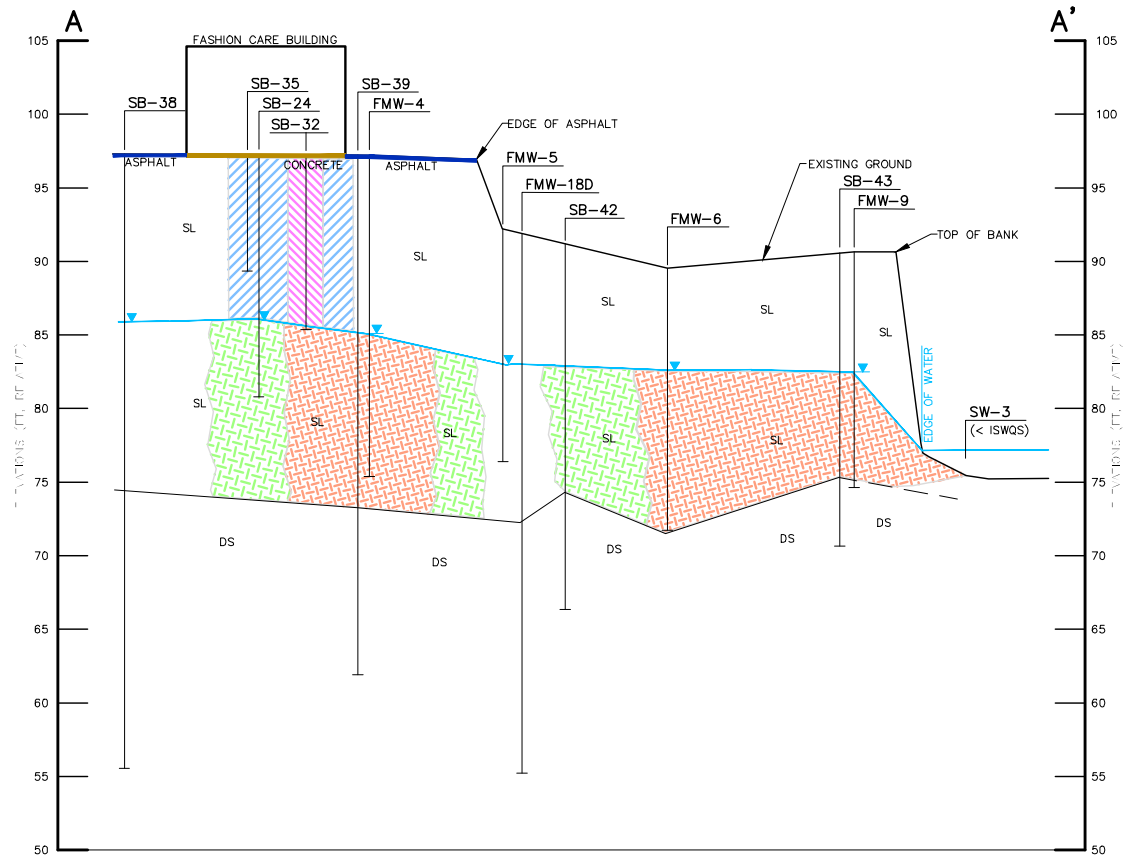 A
A'
105
105
FASHION CARE BUILDING
SB-35
SB-39
SB-38
SB-24
FMW-4
100
100
SB-32
EDGE OF ASPHALT
ASPHALT
CONCRETE
ASPHALT
FMW-5
EXISTING GROUND
95
95
FMW-18D
SB-43
SB-42
FMW-9
FMW-6
TOP OF BANK
SL
SL
90
90
SL
SL
SL
85
85
EDGE OF WATER
80
80
SL
SL
SL
SL
SL
SW-3
(< ISWQS)
75
75
DS
DS
DS
DS
DS
70
70
65
65
60
60
55
55
50
50